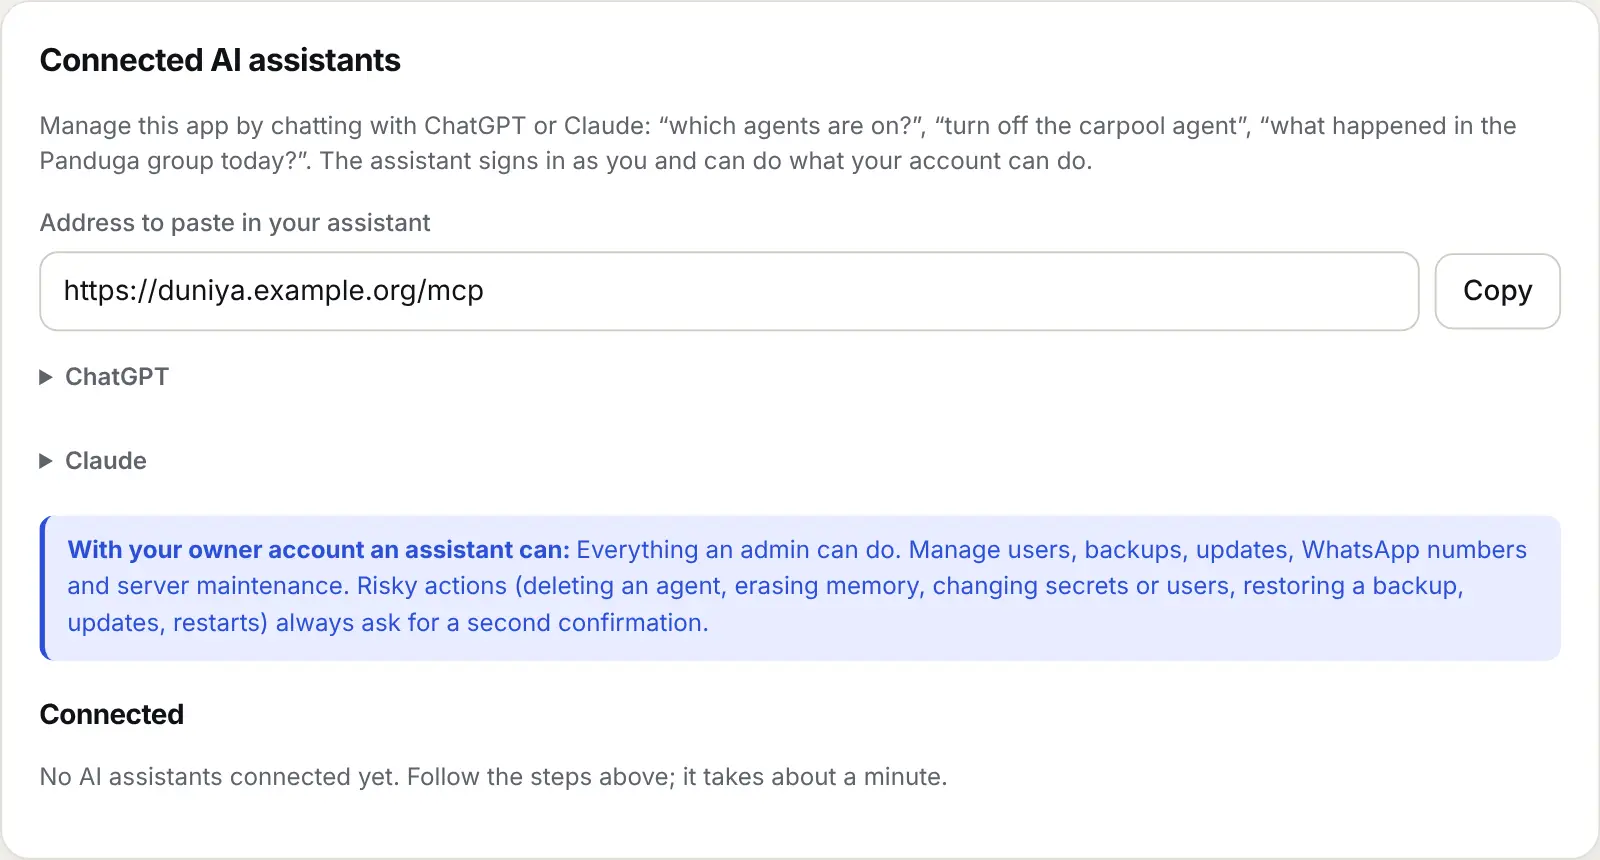 Connected AI assistants
Manage this app by chatting with ChatGPT or Claude: “which agents are on?”, “turn off the carpool agent”, “what happened in the
Panduga group today?”. The assistant signs in as you and can do what your account can do.
Address to paste in your assistant
https://duniya.example.org/mcp
Copy
ChatGPT
Claude
With your owner account an assistant can: Everything an admin can do. Manage users, backups, updates, WhatsApp numbers
and server maintenance. Risky actions (deleting an agent, erasing memory, changing secrets or users, restoring a backup,
updates, restarts) always ask for a second confirmation.
Connected
No AI assistants connected yet. Follow the steps above; it takes about a minute.